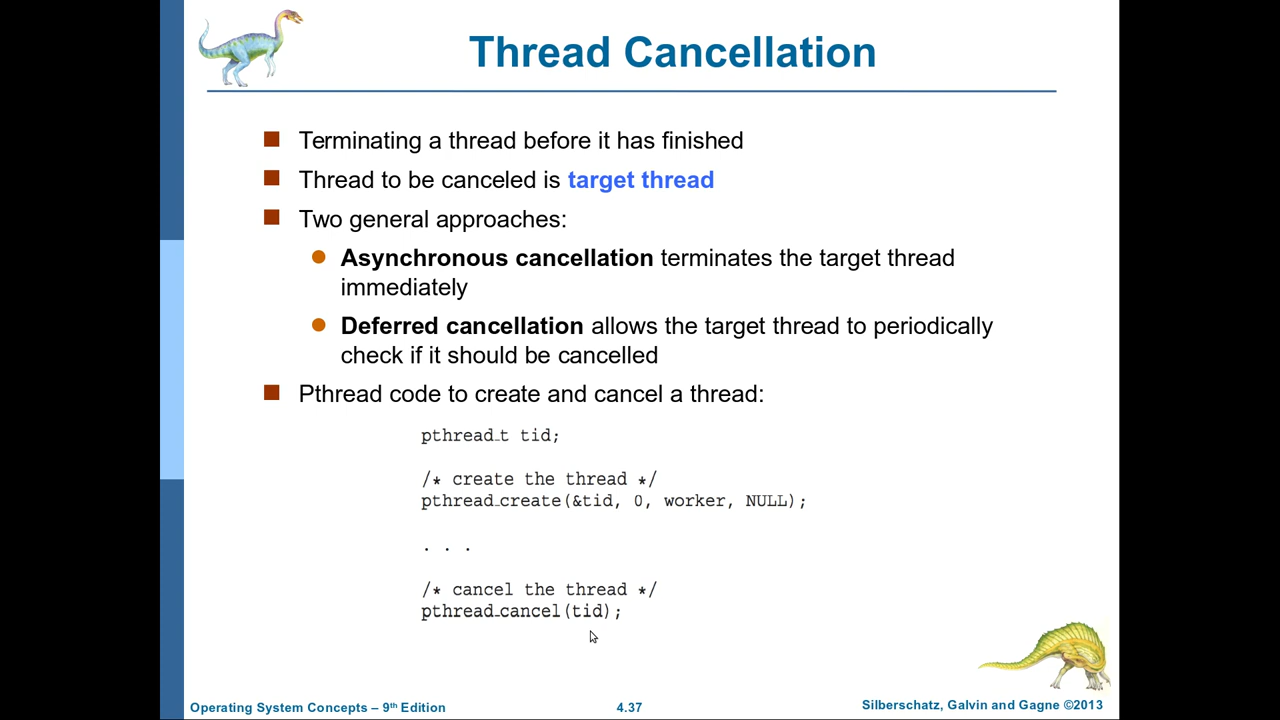 Thread Cancellation
Terminating a thread before it has finished
Thread to be canceled is target thread
Two general approaches:
Asynchronous cancellation terminates the target thread
immediately
Deferred cancellation allows the target thread to periodically
check if it should be cancelled
Pthread code to create and cancel a thread:
pthread_t tid;
/* create the thread */
pthread_create(&tid, 0, worker, NULL);
. . .
/* cancel the thread */
pthread_cancel(tid);
Operating System Concepts – 9th Edition
4.37
Silberschatz, Galvin and Gagne ©2013